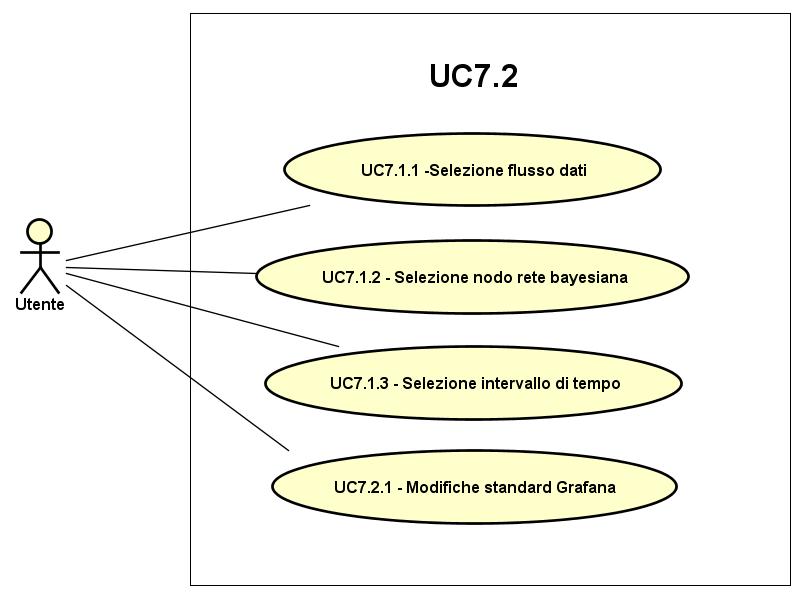 UC7.2
UC7.1.1 -Selezione flusso dati
UC7.1.2 - Selezione nodo rete bayesiana
Utente
UC7.1.3 - Selezione intervallo di tempo
UC7.2.1 - Modifiche standard Grafana